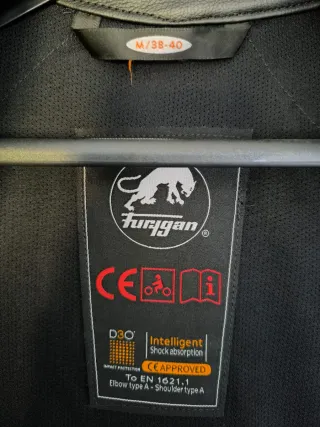 M/38-40
Furygan®
CE i
D3O
IMPACT PROTECTION
Intelligent
Shock absorption
CE APPROVED
To EN 1621.1
Elbow type A - Shoulder type A